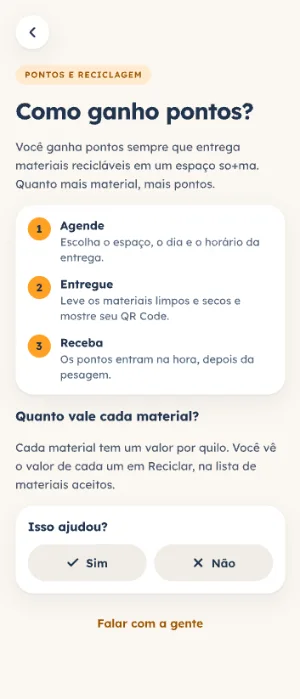 PONTOS E RECICLAGEM
Como ganho pontos?
Você ganha pontos sempre que entrega
materiais recicláveis em um espaço so+ma.
Quanto mais material, mais pontos.
1 Agende
Escolha o espaço, o dia e o horário da
entrega.
2 Entregue
Leve os materiais limpos e secos e
mostre seu QR Code.
3 Receba
Os pontos entram na hora, depois da
pesagem.
Quanto vale cada material?
Cada material tem um valor por quilo. Você vê
o valor de cada um em Reciclar, na lista de
materiais aceitos.
Isso ajudou?
Sim
Não
Falar com a gente